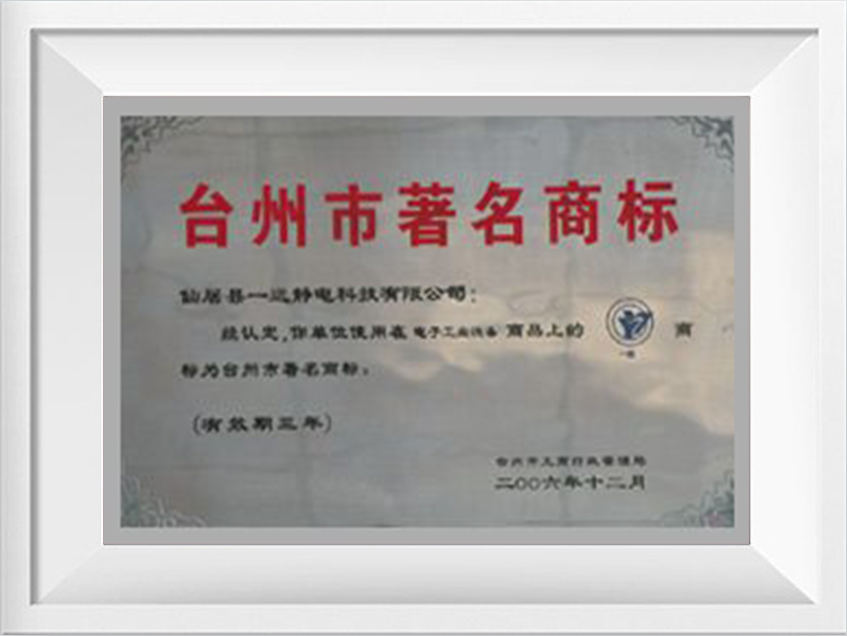 台州市著名商标
仙居县一远静电科技有限公司：
经认定，你单位使用在 电子工业设备 商品上的 商
标为台州市著名商标。
（有效期三年）
台州市工商行政管理局
二〇〇六年十二月